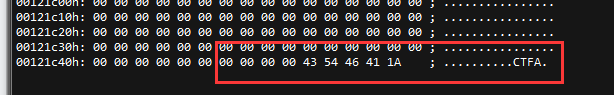 00121c00h: 00 00 00 00 00 00 00 00 00 00 00 00 00 00 00 00 ; ................
00121c10h: 00 00 00 00 00 00 00 00 00 00 00 00 00 00 00 00 ; ................
00121c20h: 00 00 00 00 00 00 00 00 00 00 00 00 00 00 00 00 ; ................
00121c30h: 00 00 00 00 00 00 00 00 00 00 00 00 00 00 00 00 ; ................
00121c40h: 00 00 00 00 00 00 00 00 00 00 43 54 46 41 1A ; ..........CTFA.